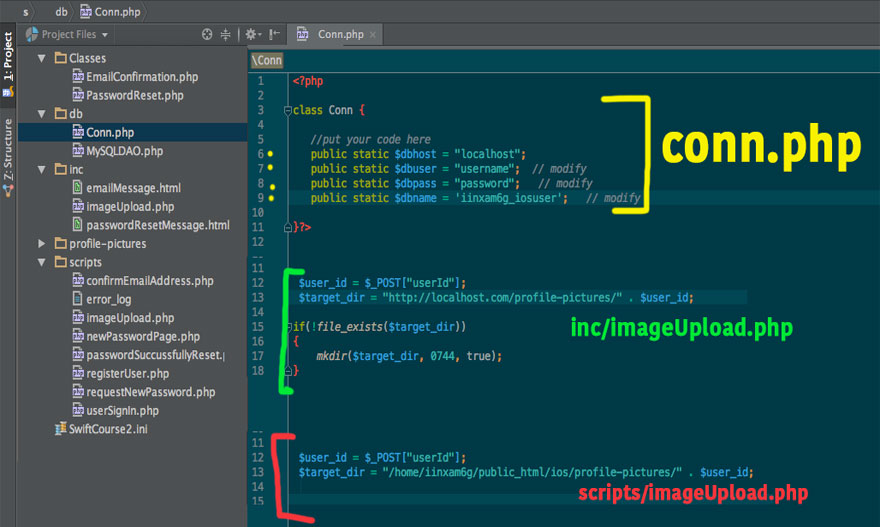 s db Conn.php
Project Files
Conn.php
1: Project
Z: Structure
Classes
EmailConfirmation.php
PasswordReset.php
db
Conn.php
MySQLDAO.php
inc
emailMessage.html
imageUpload.php
passwordResetMessage.html
profile-pictures
scripts
confirmEmailAddress.php
error_log
imageUpload.php
newPasswordPage.php
passwordSuccussfullyReset.p
registerUser.php
requestNewPassword.php
userSignIn.php
SwiftCourse2.ini
\Conn
1 <?php
2
3 class Conn {
4
5 //put your code here
6 public static $dbhost = "localhost";
7 public static $dbuser = "username"; // modify
8 public static $dbpass = "password"; // modify
9 public static $dbname = 'iinxam6g_iosuser'; // modify
10
11 }?>
12
conn.php
11
12 $user_id = $_POST["userId"];
13 $target_dir = "http://localhost.com/profile-pictures/" . $user_id;
14
15 if(!file_exists($target_dir))
16 {
17 mkdir($target_dir, 0744, true);
18 }
inc/imageUpload.php
11
12 $user_id = $_POST["userId"];
13 $target_dir = "/home/iinxam6g/public_html/ios/profile-pictures/" . $user_id;
14
15
scripts/imageUpload.php